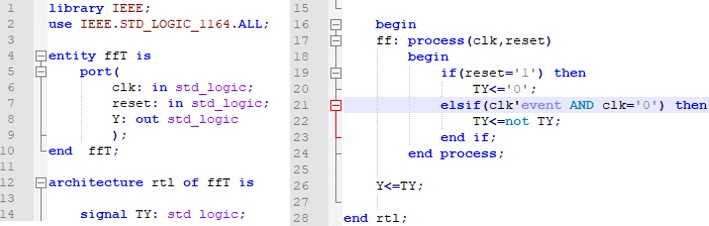 1 library IEEE;
2 use IEEE.STD_LOGIC_1164.ALL;
3
4 entity ffT is
5 port(
6 clk: in std_logic;
7 reset: in std_logic;
8 Y: out std_logic
9 );
10 end ffT;
11
12 architecture rtl of ffT is
13
14 signal TY: std_logic;
15
16 begin
17 ff: process(clk,reset)
18 begin
19 if(reset='1') then
20 TY<='0';
21 elsif(clk'event AND clk='0') then
22 TY<=not TY;
23 end if;
24 end process;
25
26 Y<=TY;
27
28 end rtl;